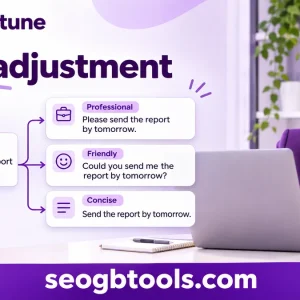 tune
adjustment
Professional
Please send the report
by tomorrow.
port
Friendly
Could you send me the
report by tomorrow?
Concise
Send the report by tomorrow.
seogbtools.com